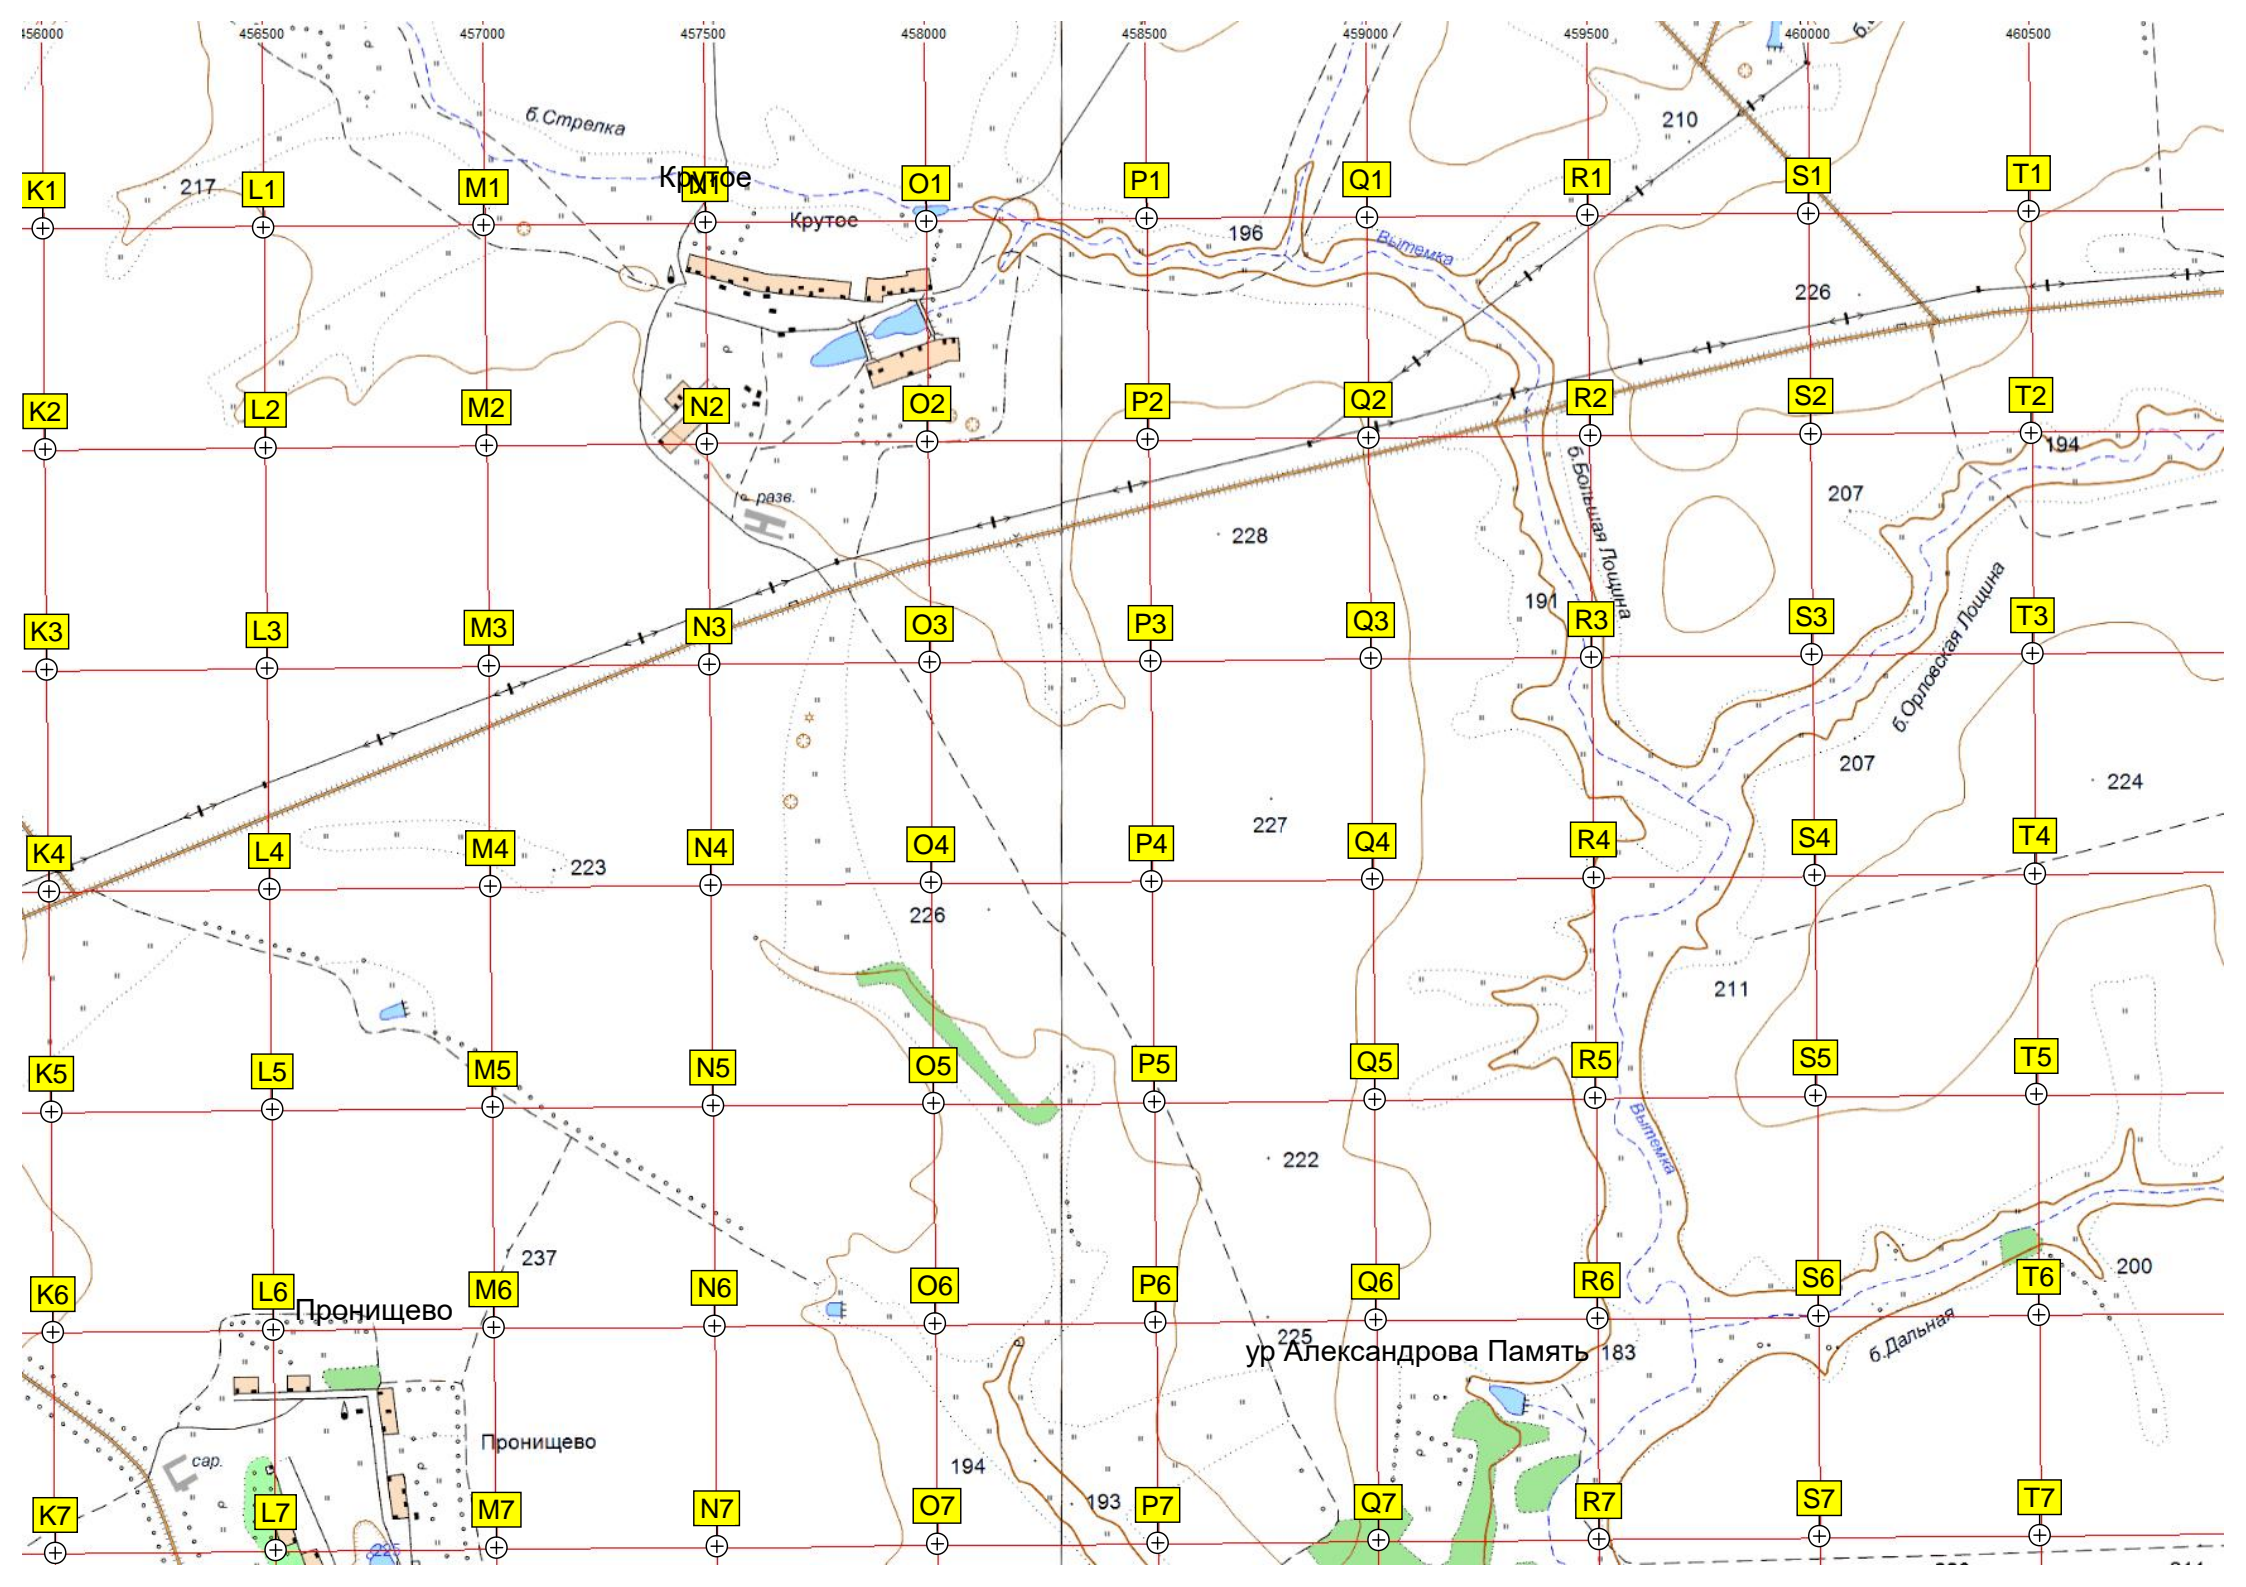 456000 456500 457000 457500 458000 458500 459000 459500 460000 460500
б.Стрелка
210
217
Крутое
K1 L1 M1 N1 O1 P1 Q1 R1 S1 T1
Крутое
196
Вытемка
226
K2 L2 M2 N2 O2 P2 Q2 R2 S2 T2
194
разв.
228
б.Большая Лощина
207
191
б.Орловская Лощина
K3 L3 M3 N3 O3 P3 Q3 R3 S3 T3
207
224
227
K4 L4 M4 N4 O4 P4 Q4 R4 S4 T4
223
226
211
K5 L5 M5 N5 O5 P5 Q5 R5 S5 T5
Вытемка
222
237
200
K6 L6 M6 N6 O6 P6 Q6 R6 S6 T6
Пронищево
225
ур Александрова Память
183
б.Дальная
Пронищево
сар.
194
193
K7 L7 M7 N7 O7 P7 Q7 R7 S7 T7
225